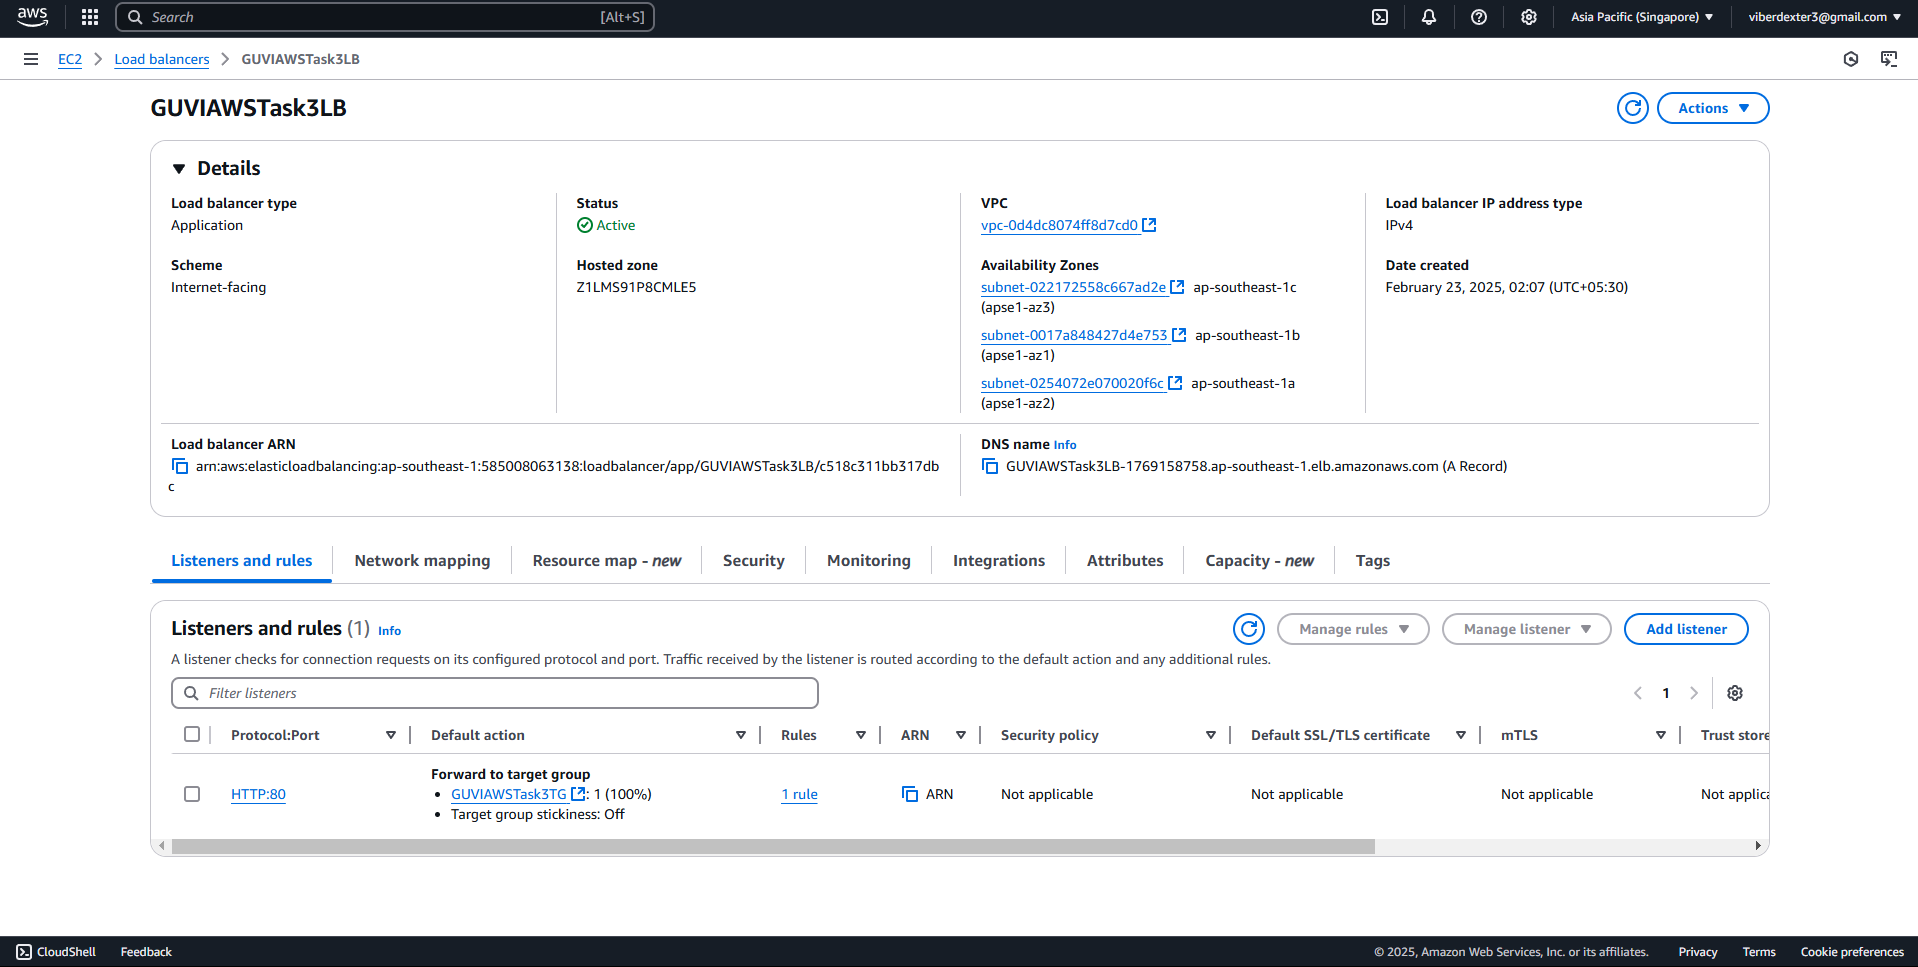 aws
Search [Alt+S]
Asia Pacific (Singapore) viberdexter3@gmail.com
EC2 Load balancers GUVIAWSTask3LB
GUVIAWSTask3LB
Actions
Details
Load balancer type
Application
Status
Active
VPC
vpc-0d4dc8074ff8d7cd0
Load balancer IP address type
IPv4
Scheme
Internet-facing
Hosted zone
Z1LMS91P8CMLE5
Availability Zones
subnet-022172558c667ad2e ap-southeast-1c
(apse1-az3)
subnet-0017a848427d4e753 ap-southeast-1b
(apse1-az1)
subnet-0254072e070020f6c ap-southeast-1a
(apse1-az2)
Date created
February 23, 2025, 02:07 (UTC+05:30)
Load balancer ARN
arn:aws:elasticloadbalancing:ap-southeast-1:585008063138:loadbalancer/app/GUVIAWSTask3LB/c518c311bb317db
c
DNS name Info
GUVIAWSTask3LB-1769158758.ap-southeast-1.elb.amazonaws.com (A Record)
Listeners and rules Network mapping Resource map - new Security Monitoring Integrations Attributes Capacity - new Tags
Listeners and rules (1) Info
Manage rules Manage listener Add listener
A listener checks for connection requests on its configured protocol and port. Traffic received by the listener is routed according to the default action and any additional rules.
Filter listeners
1
Protocol:Port Default action Rules ARN Security policy Default SSL/TLS certificate mTLS Trust store
Forward to target group
HTTP:80 • GUVIAWSTask3TG : 1 (100%) 1 rule ARN Not applicable Not applicable Not applicable Not applica
• Target group stickiness: Off
CloudShell Feedback © 2025, Amazon Web Services, Inc. or its affiliates. Privacy Terms Cookie preferences